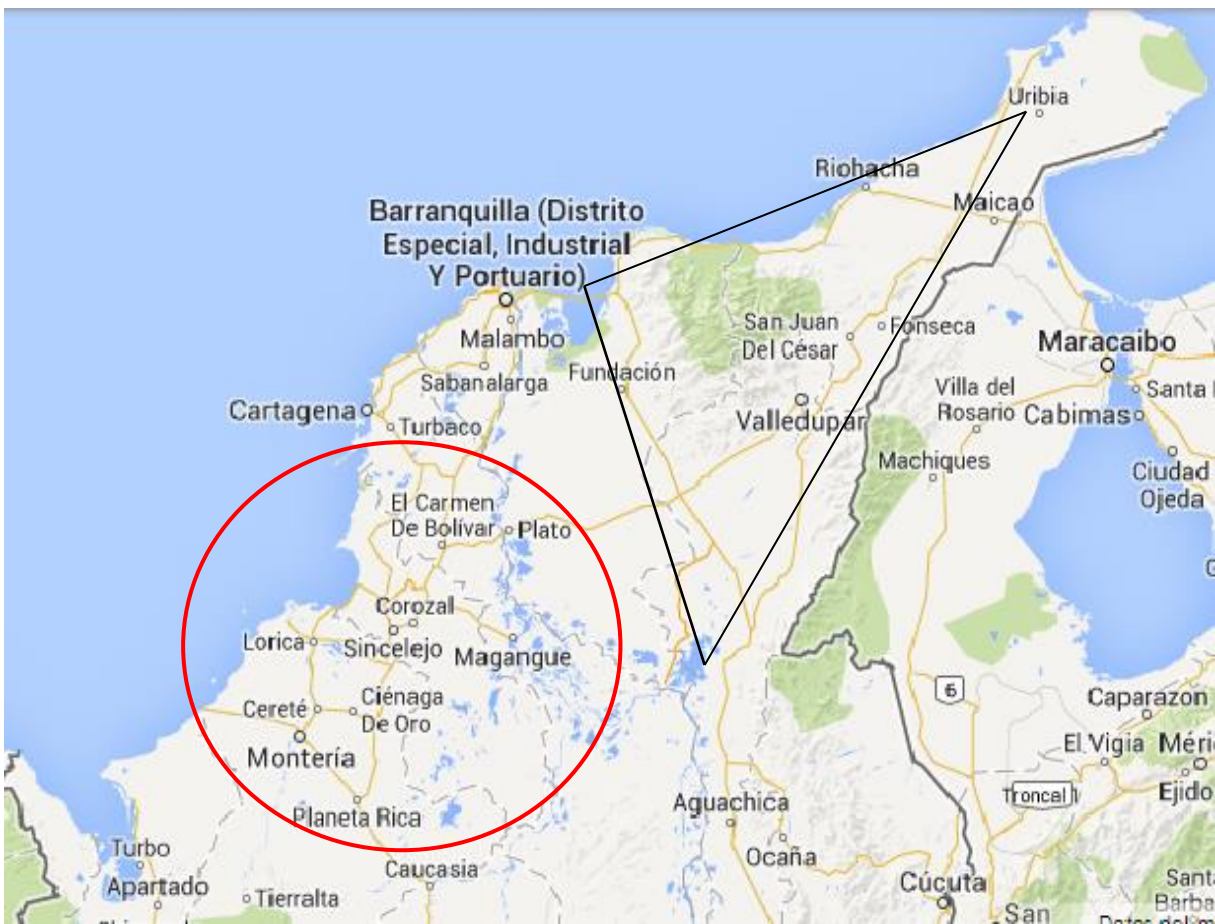 Uribia
Riohacha
Maicao
Barranquilla (Distrito
Especial, Industrial
Y Portuario)
Malambo
San Juan
Del César
Fonseca
Maracaibo
Sabanalarga
Fundación
Santa
Cartagena
Turbaco
Valledupar
Villa del
Rosario
Cabimas
Machiques
Ciudad
Ojeda
El Carmen
De Bolívar
Plato
Corozal
Lorica
Sincelejo
Magangue
6
Cereté
Ciénaga
De Oro
Caparazon
Montería
El Vigia
Méri
Ejido
Troncal 1
Planeta Rica
Aguachica
Turbo
Apartado
Caucasia
Ocaña
Tierralta
Cúcuta
Santa
Barba
San